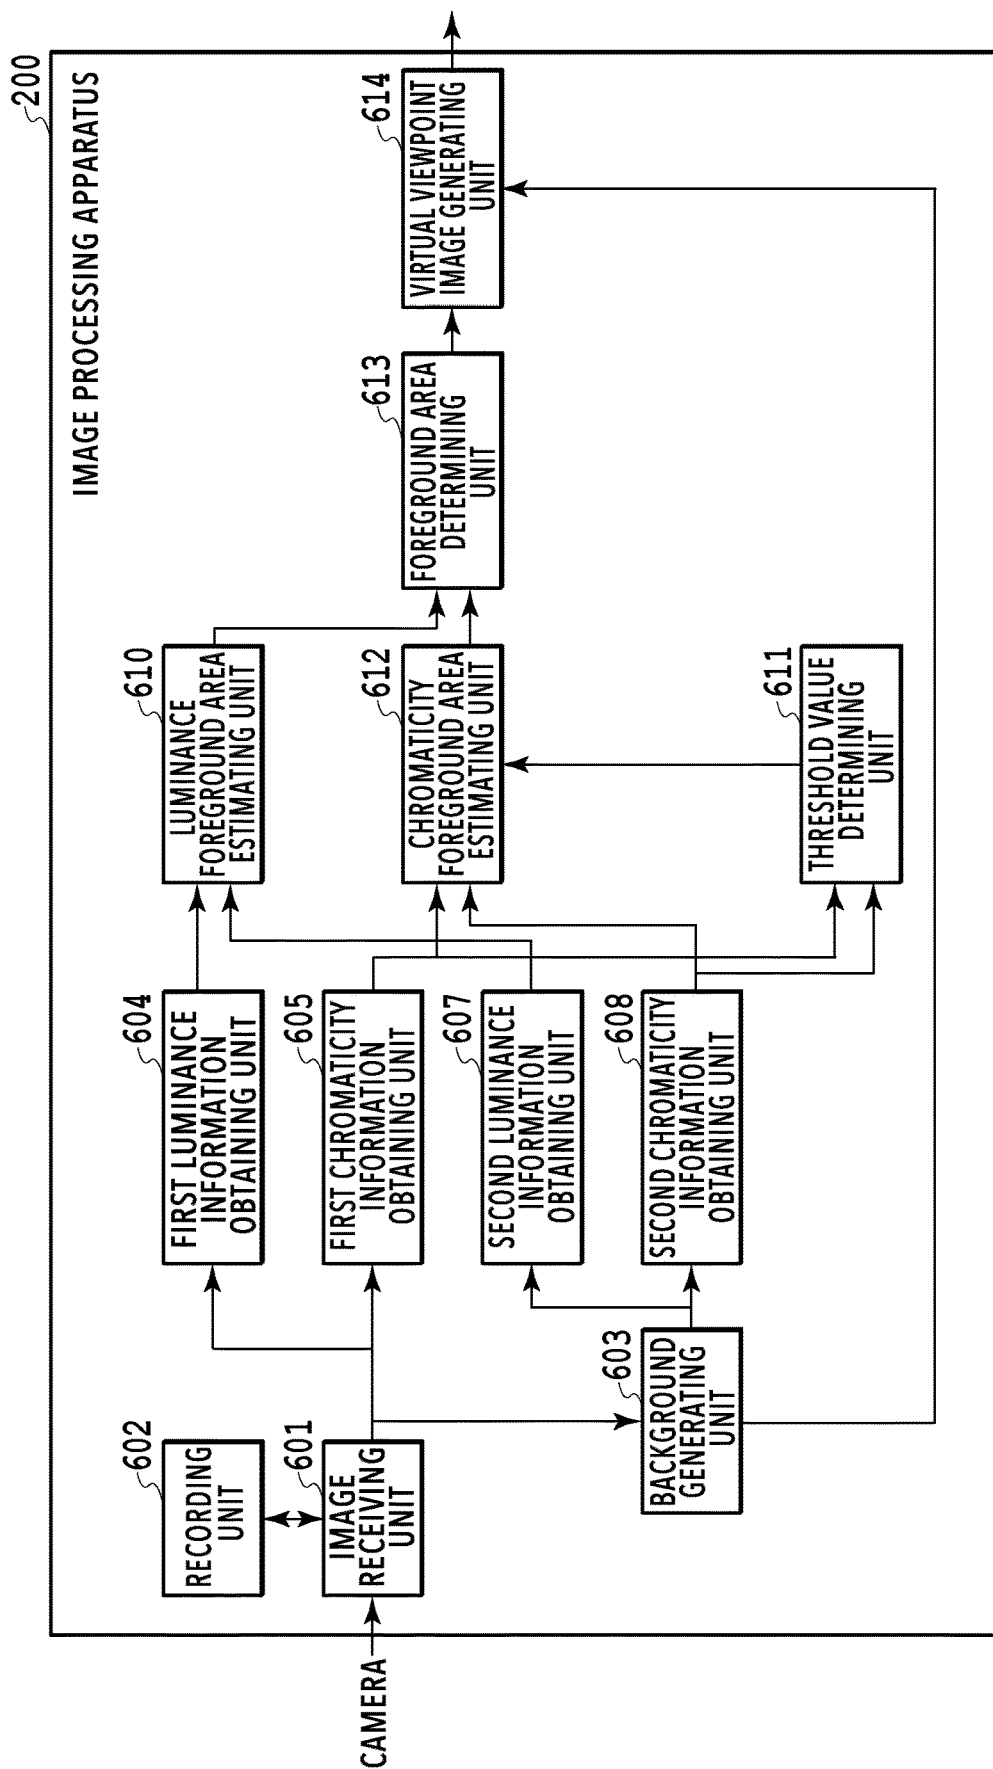 200
IMAGE PROCESSING APPARATUS
CAMERA
602
RECORDING
UNIT
601
IMAGE
RECEIVING
UNIT
603
BACKGROUND
GENERATING
UNIT
604
FIRST LUMINANCE
INFORMATION
OBTAINING UNIT
605
FIRST CHROMATICITY
INFORMATION
OBTAINING UNIT
607
SECOND LUMINANCE
INFORMATION
OBTAINING UNIT
608
SECOND CHROMATICITY
INFORMATION
OBTAINING UNIT
610
LUMINANCE
FOREGROUND AREA
ESTIMATING UNIT
612
CHROMATICITY
FOREGROUND AREA
ESTIMATING UNIT
611
THRESHOLD VALUE
DETERMINING
UNIT
613
FOREGROUND AREA
DETERMINING
UNIT
614
VIRTUAL VIEWPOINT
IMAGE GENERATING
UNIT